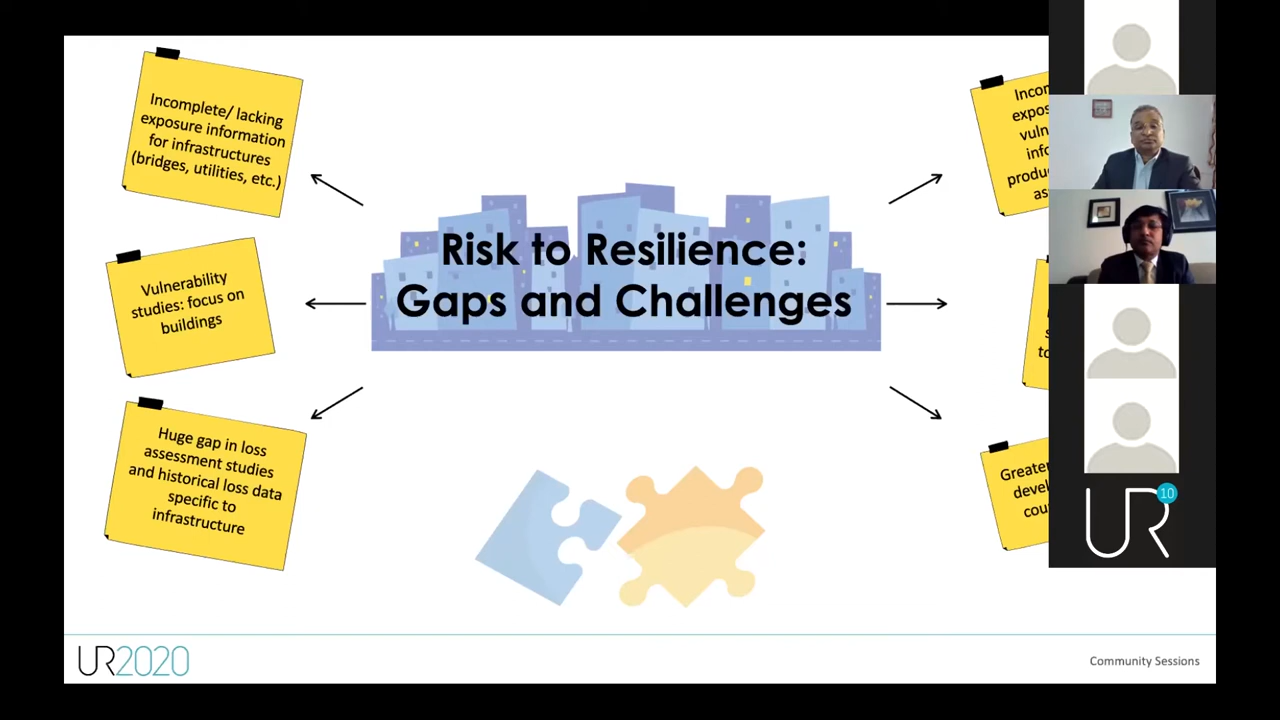 Incomplete/ lacking
exposure information
for infrastructures
(bridges, utilities, etc.)
Vulnerability
studies: focus on
buildings
Huge gap in loss
assessment studies
and historical loss data
specific to
infrastructure
Risk to Resilience:
Gaps and Challenges
Greater
UR
10
UR2020
Community Sessions